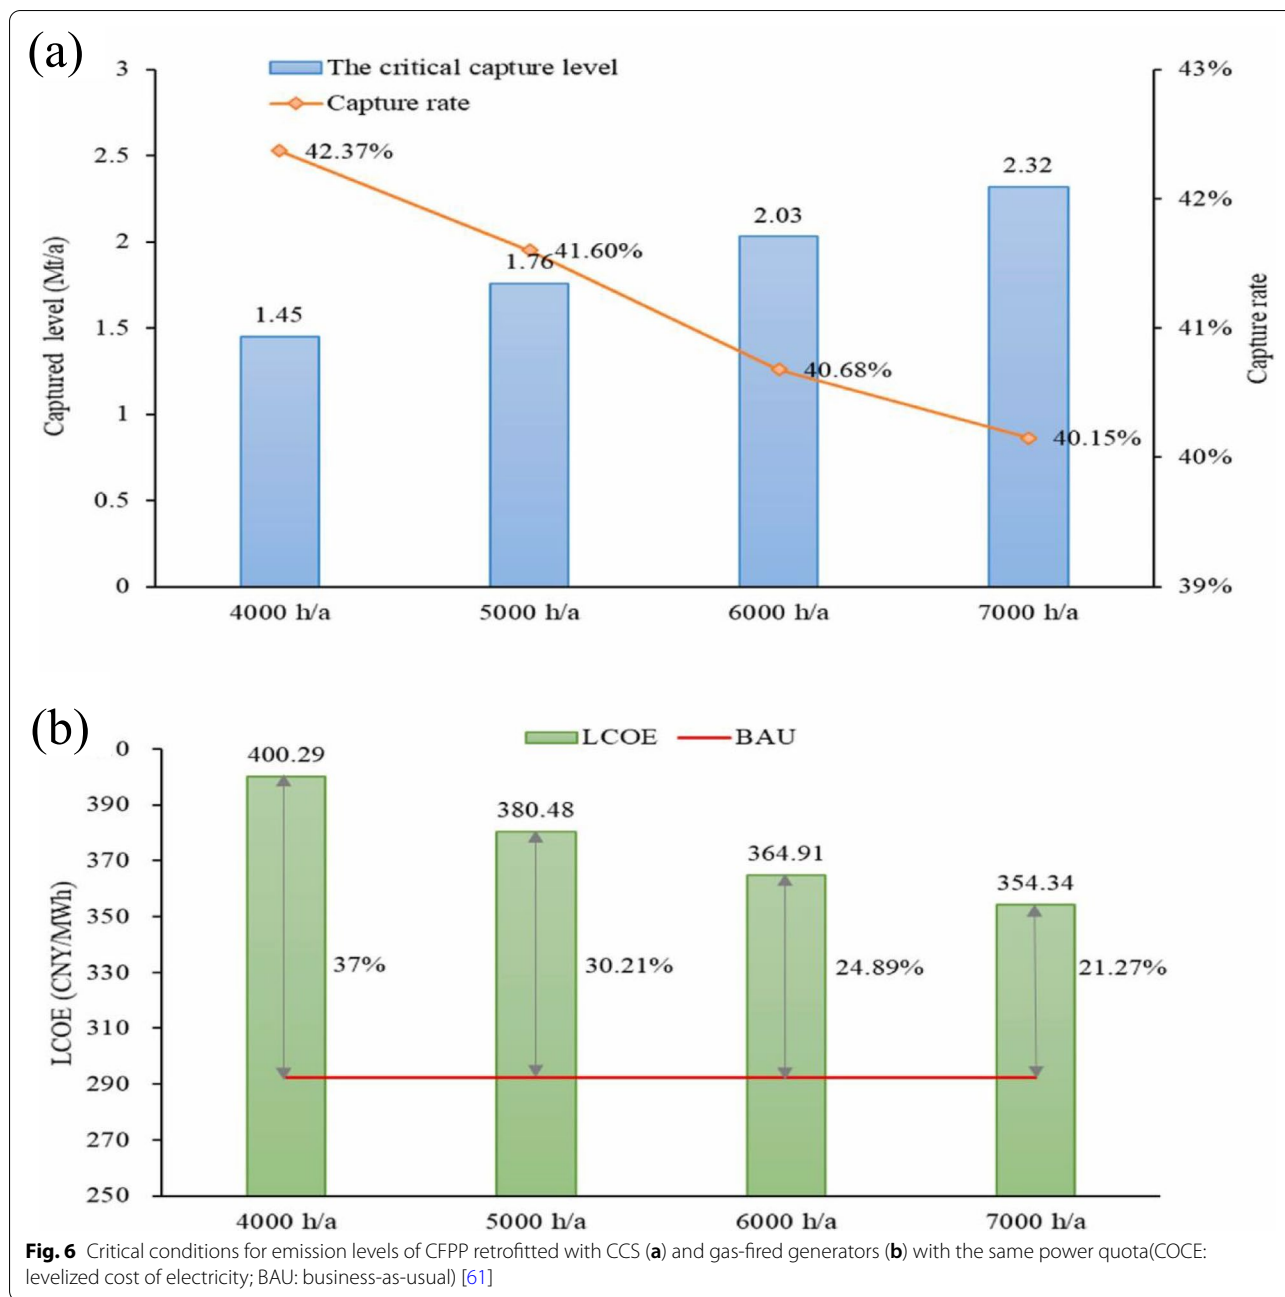 (a)
The critical capture level
Capture rate
3
2.5
2
1.5
1
0.5
0
Captured level (Mt/a)
43%
42%
41%
40%
39%
Capture rate
42.37%
41.60%
40.68%
40.15%
1.45
1.76
2.03
2.32
4000 h/a
5000 h/a
6000 h/a
7000 h/a
(b)
LCOE
BAU
0
390
370
350
330
310
290
270
250
LCOE (CNY/MWh)
400.29
380.48
364.91
354.34
37%
30.21%
24.89%
21.27%
4000 h/a
5000 h/a
6000 h/a
7000 h/a
Fig. 6 Critical conditions for emission levels of CFPP retrofitted with CCS (a) and gas-fired generators (b) with the same power quota(COCE:
levelized cost of electricity; BAU: business-as-usual) [61]